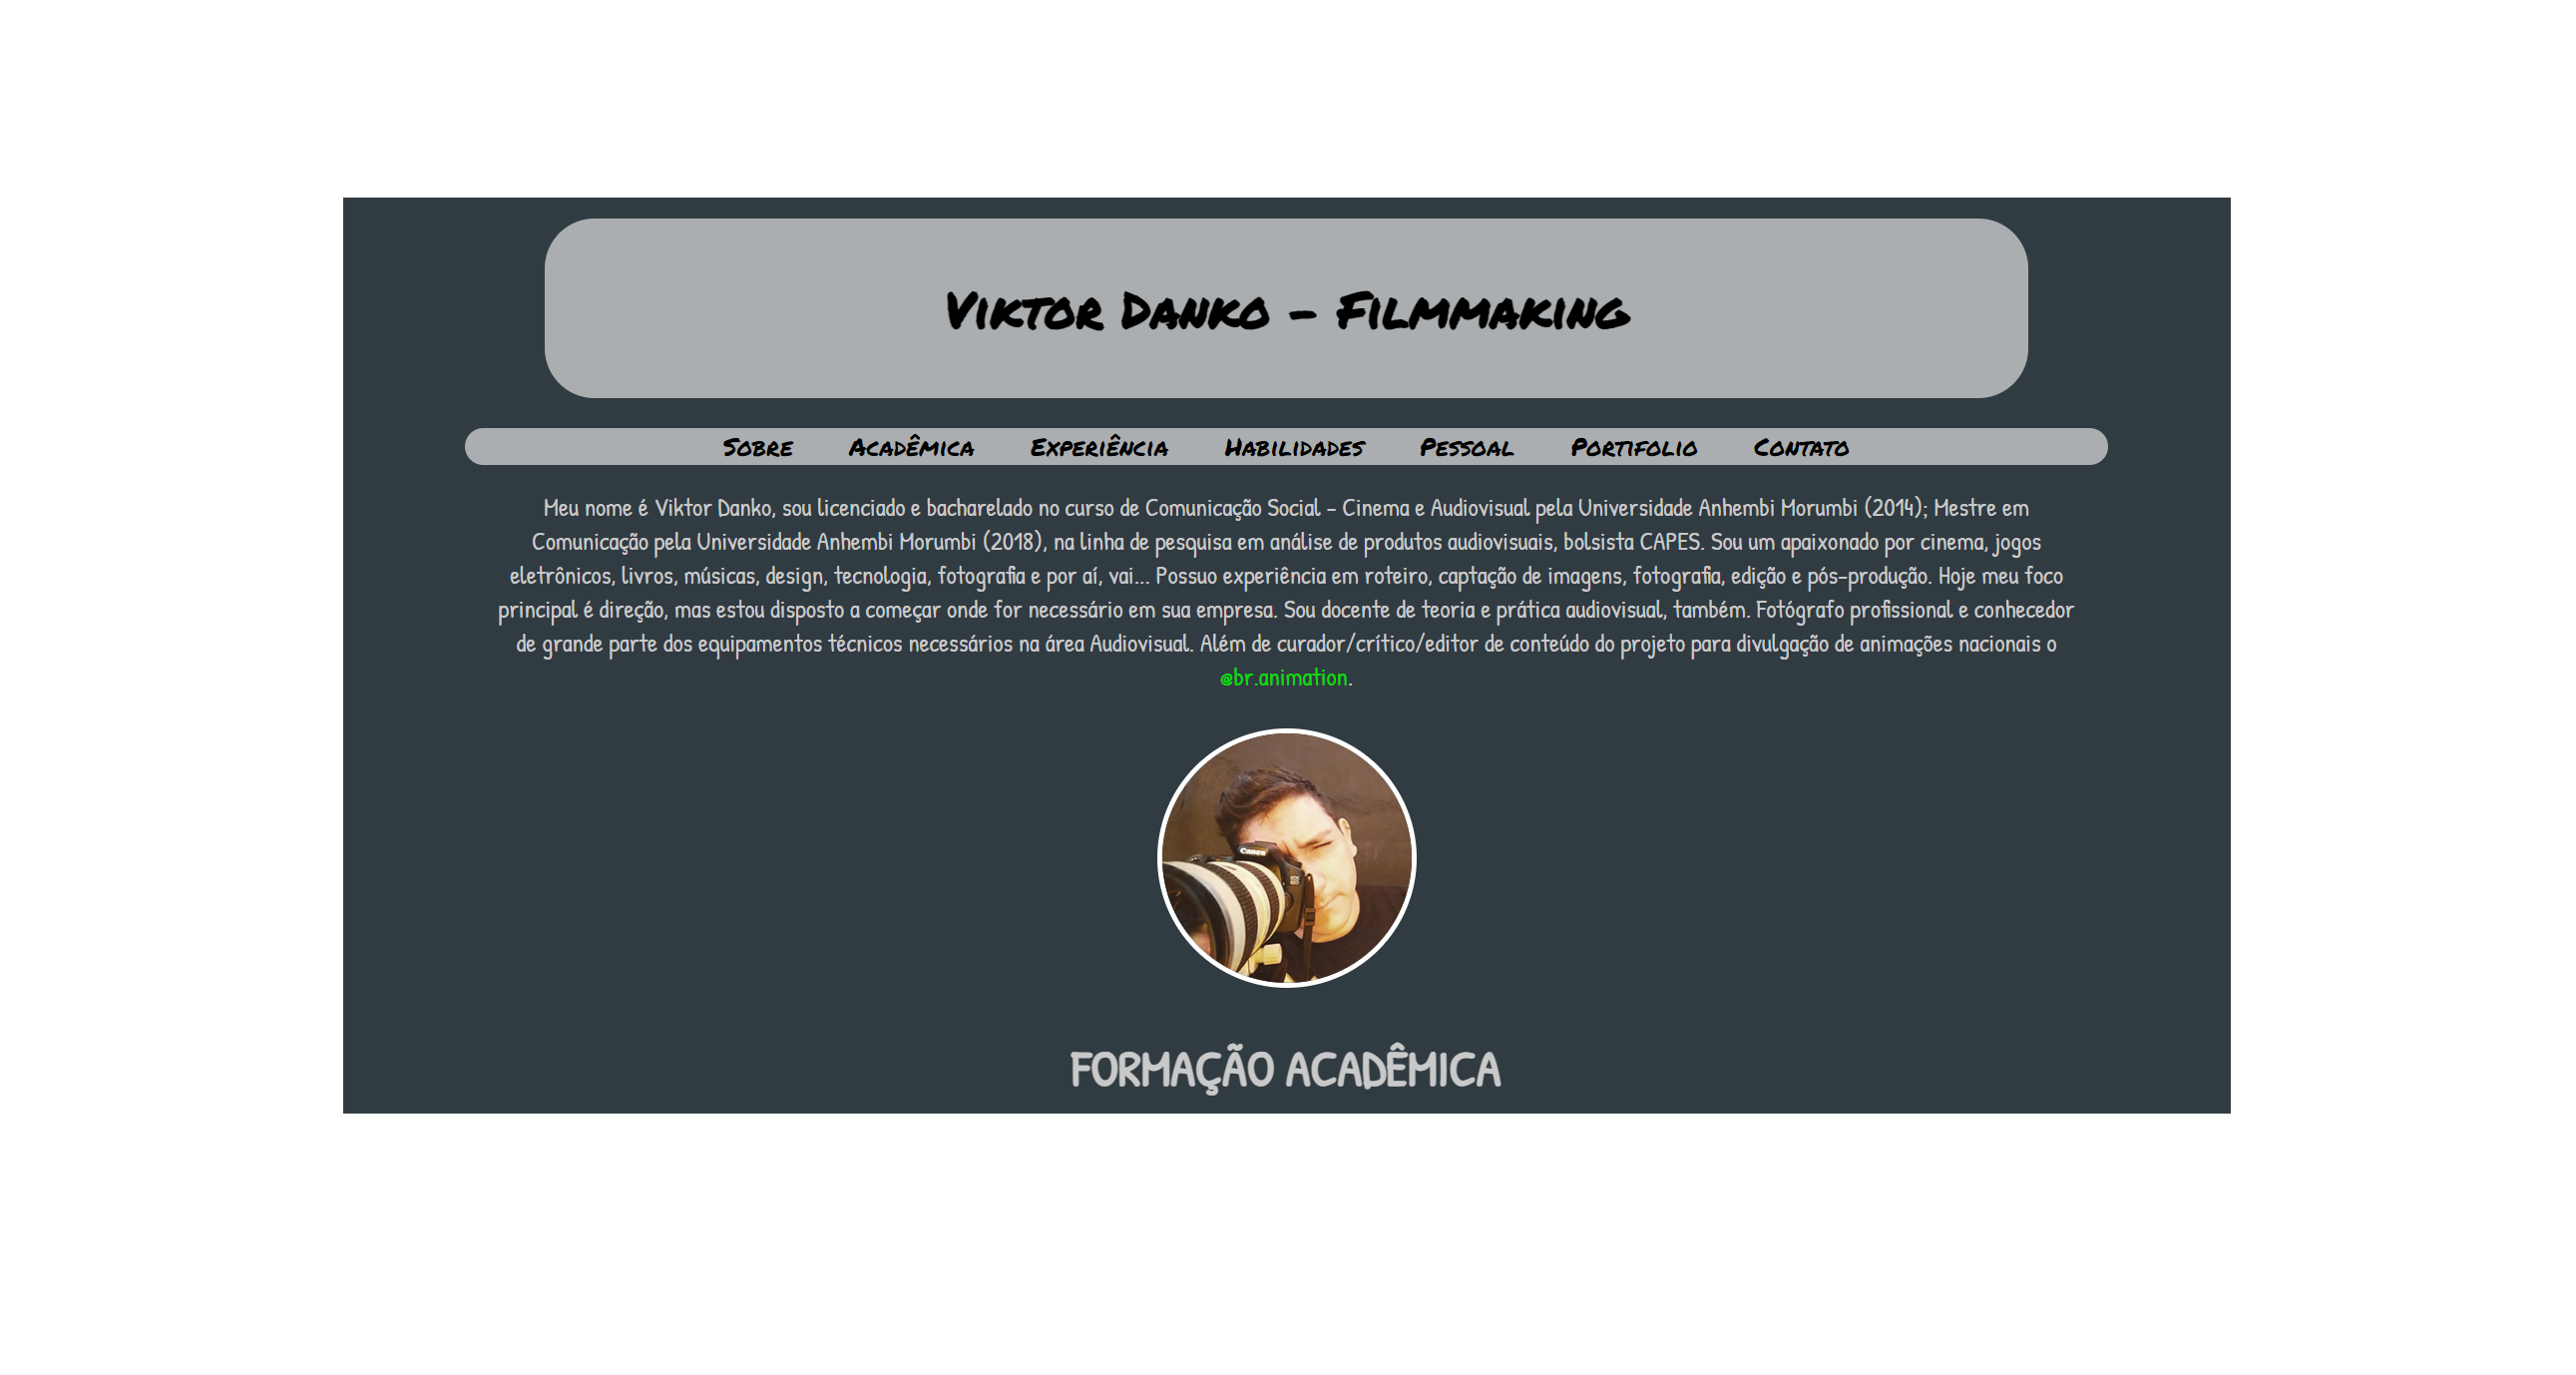 Viktor Danko - Filmmaking
Sobre Acadêmica Experiência Habilidades Pessoal Portifolio Contato
Meu nome é Viktor Danko, sou licenciado e bacharelado no curso de Comunicação Social - Cinema e Audiovisual pela Universidade Anhembi Morumbi (2014); Mestre em
Comunicação pela Universidade Anhembi Morumbi (2018), na linha de pesquisa em análise de produtos audiovisuais, bolsista CAPES. Sou um apaixonado por cinema, jogos
eletrônicos, livros, músicas, design, tecnologia, fotografia e por aí, vai... Possuo experiência em roteiro, captação de imagens, fotografia, edição e pós-produção. Hoje meu foco
principal é direção, mas estou disposto a começar onde for necessário em sua empresa. Sou docente de teoria e prática audiovisual, também. Fotógrafo profissional e conhecedor
de grande parte dos equipamentos técnicos necessários na área Audiovisual. Além de curador/crítico/editor de conteúdo do projeto para divulgação de animações nacionais o
@br.animation.
Canon
EOS
FORMAÇÃO ACADÊMICA